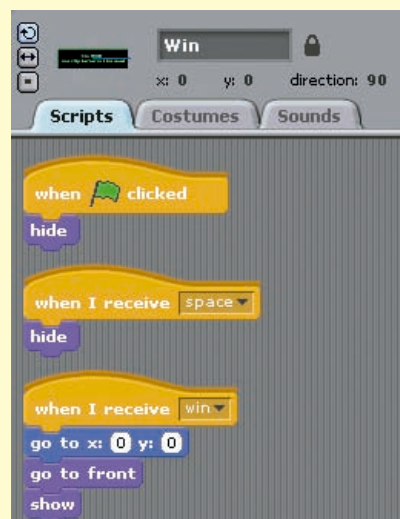 Win
x: 0 y: 0 direction: 90
Scripts Costumes Sounds
when clicked
hide
when I receive space
hide
when I receive win
go to x: 0 y: 0
go to front
show